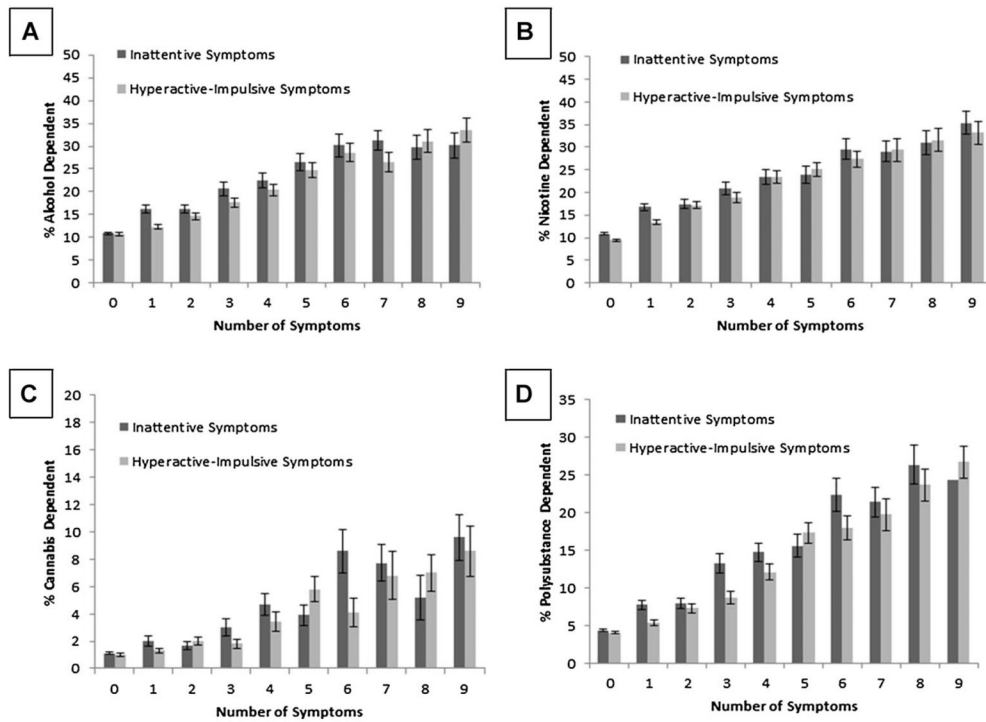 A
50
45
40
35
30
25
20
15
10
5
0
% Alcohol Dependent
Inattentive Symptoms
Hyperactive-Impulsive Symptoms
0 1 2 3 4 5 6 7 8 9
Number of Symptoms
B
50
45
40
35
30
25
20
15
10
5
0
% Nicotine Dependent
Inattentive Symptoms
Hyperactive-Impulsive Symptoms
0 1 2 3 4 5 6 7 8 9
Number of Symptoms
C
20
18
16
14
12
10
8
6
4
2
0
% Cannabis Dependent
Inattentive Symptoms
Hyperactive-Impulsive Symptoms
0 1 2 3 4 5 6 7 8 9
Number of Symptoms
D
35
30
25
20
15
10
5
0
% Polysubstance Dependent
Inattentive Symptoms
Hyperactive-Impulsive Symptoms
0 1 2 3 4 5 6 7 8 9
Number of Symptoms